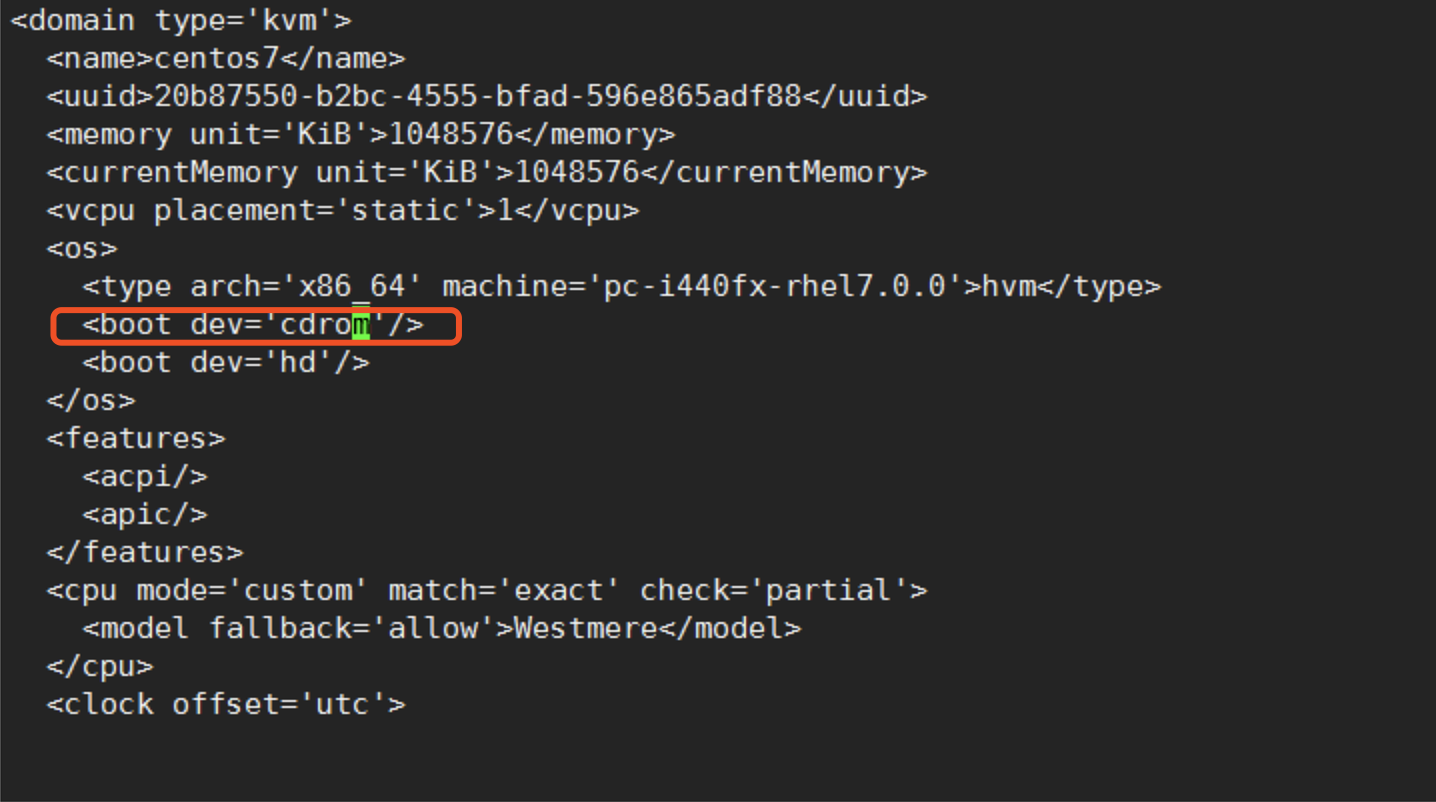 <domain type='kvm'>
  <name>centos7</name>
  <uuid>20b87550-b2bc-4555-bfad-596e865adf88</uuid>
  <memory unit='KiB'>1048576</memory>
  <currentMemory unit='KiB'>1048576</currentMemory>
  <vcpu placement='static'>1</vcpu>
  <os>
    <type arch='x86_64' machine='pc-i440fx-rhel7.0.0'>hvm</type>
    <boot dev='cdrom'/>
    <boot dev='hd'/>
  </os>
  <features>
    <acpi/>
    <apic/>
  </features>
  <cpu mode='custom' match='exact' check='partial'>
    <model fallback='allow'>Westmere</model>
  </cpu>
  <clock offset='utc'>